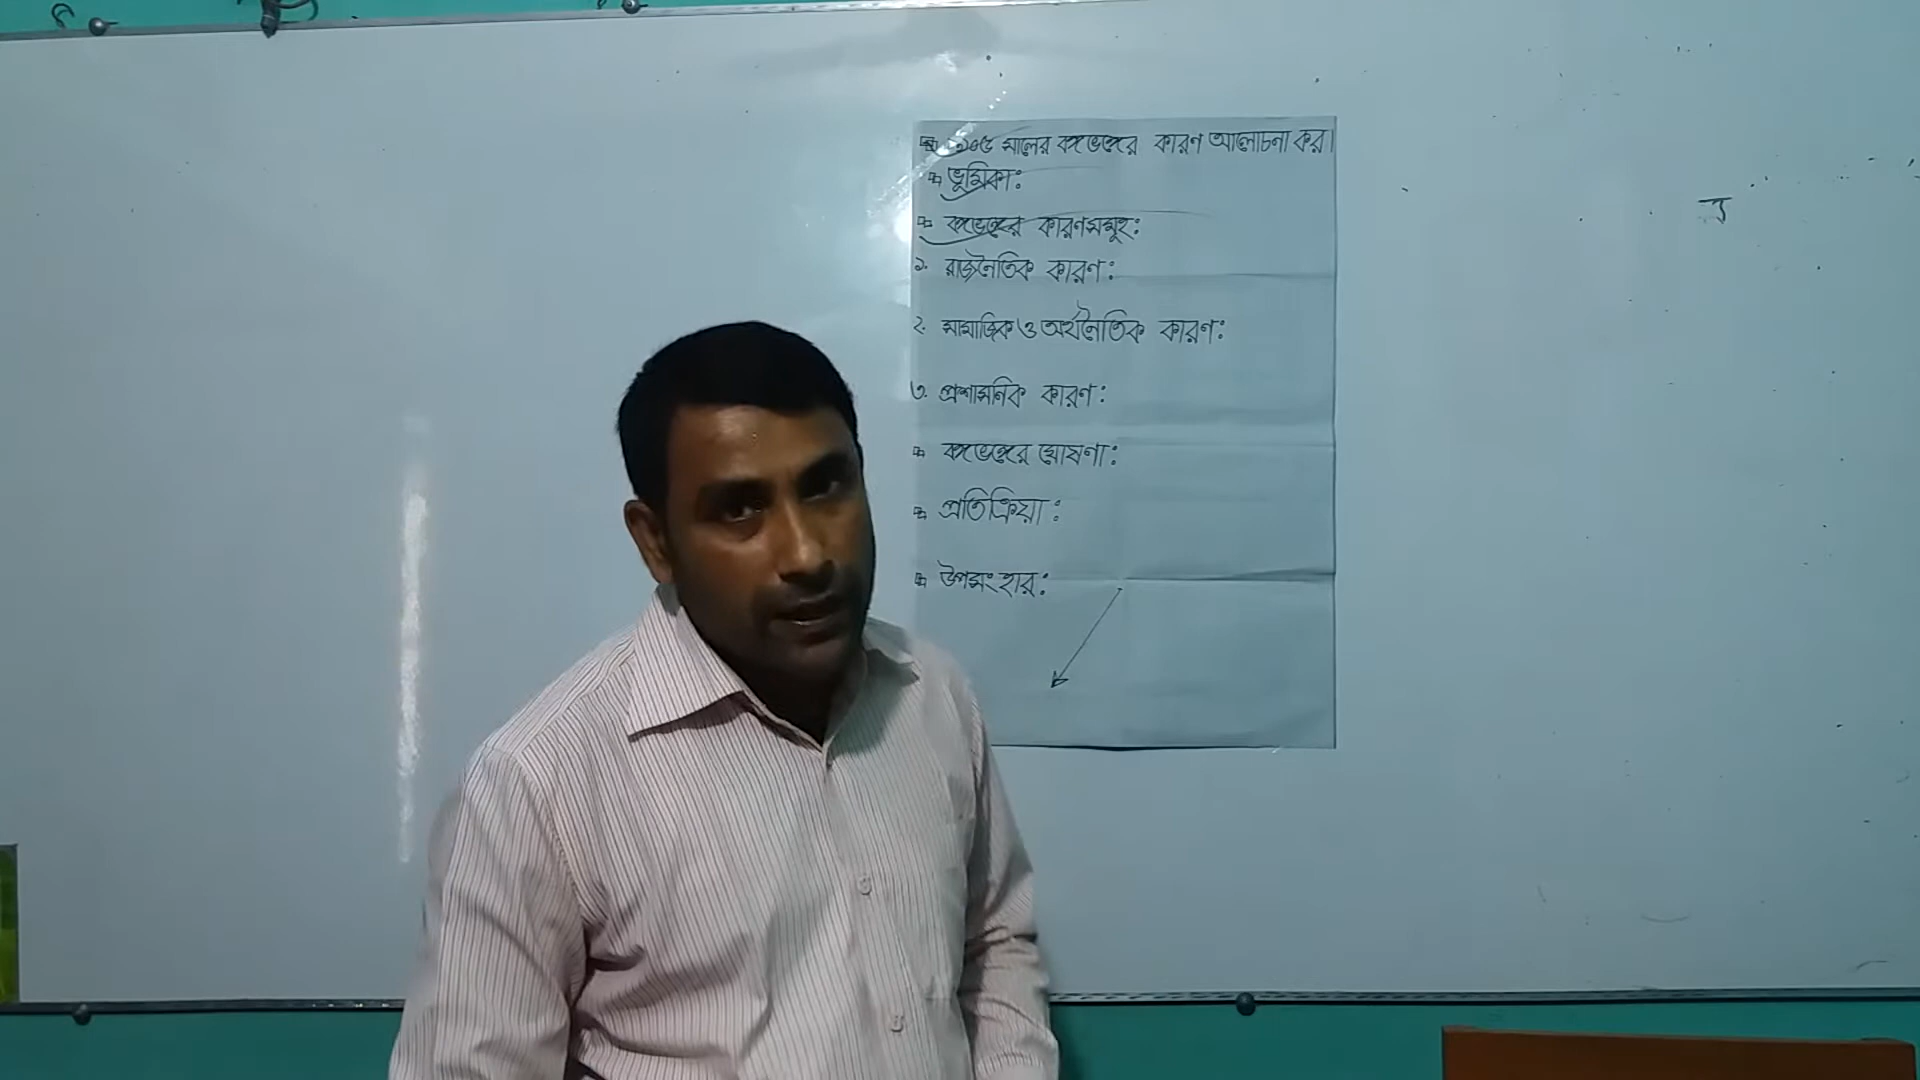 ১৯০৫ সালের বঙ্গভঙ্গের কারণ আলোচনা কর।
ভূমিকা:
বঙ্গভঙ্গের কারণসমূহ:
১. রাজনৈতিক কারণ:
২. সামাজিক ও অর্থনৈতিক কারণ:
৩. প্রশাসনিক কারণ:
বঙ্গভঙ্গের ঘোষণা:
প্রতিক্রিয়া:
উপসংহার: